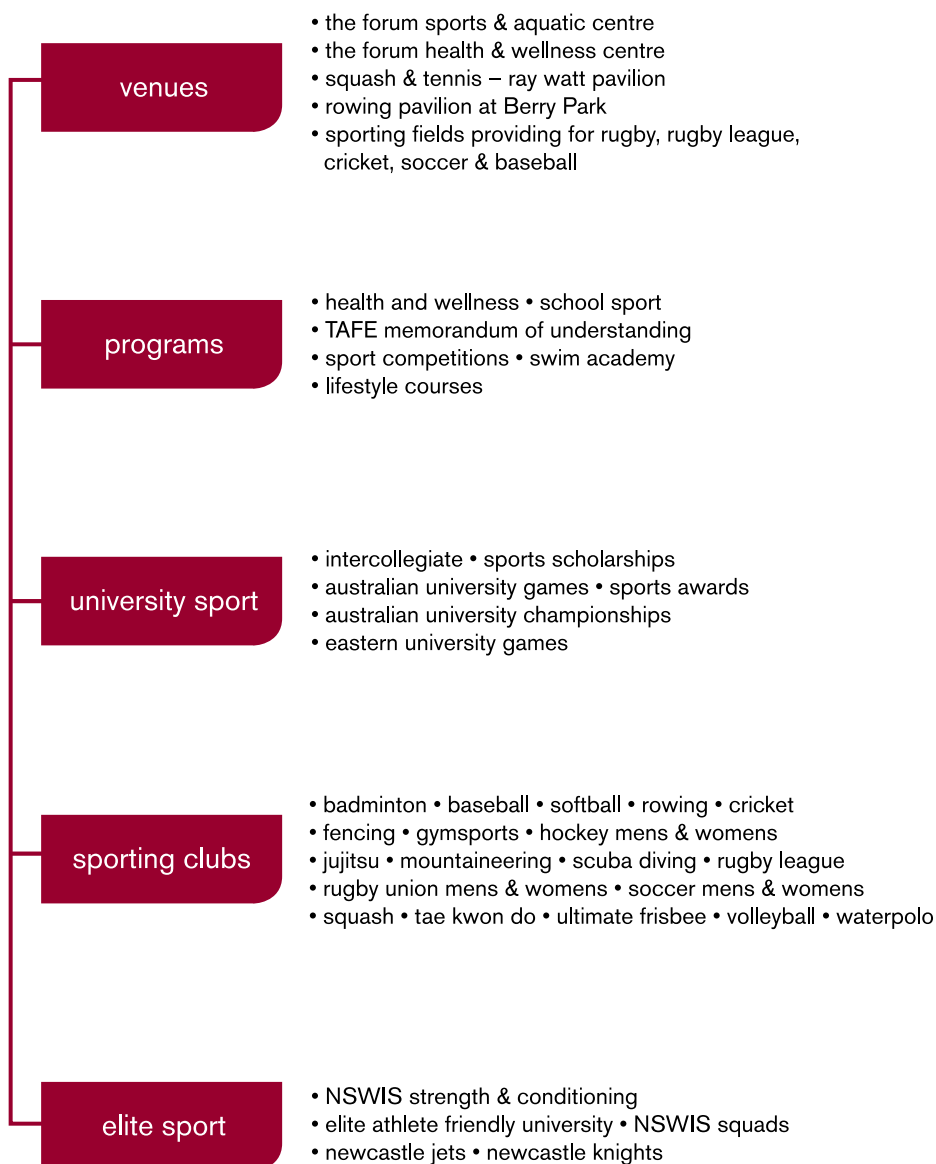 venues
• the forum sports & aquatic centre
• the forum health & wellness centre
• squash & tennis – ray watt pavilion
• rowing pavilion at Berry Park
• sporting fields providing for rugby, rugby league,
cricket, soccer & baseball
programs
• health and wellness • school sport
• TAFE memorandum of understanding
• sport competitions • swim academy
• lifestyle courses
university sport
• intercollegiate • sports scholarships
• australian university games • sports awards
• australian university championships
• eastern university games
sporting clubs
• badminton • baseball • softball • rowing • cricket
• fencing • gymsports • hockey mens & womens
• jujitsu • mountaineering • scuba diving • rugby league
• rugby union mens & womens • soccer mens & womens
• squash • tae kwon do • ultimate frisbee • volleyball • waterpolo
elite sport
• NSWIS strength & conditioning
• elite athlete friendly university • NSWIS squads
• newcastle jets • newcastle knights